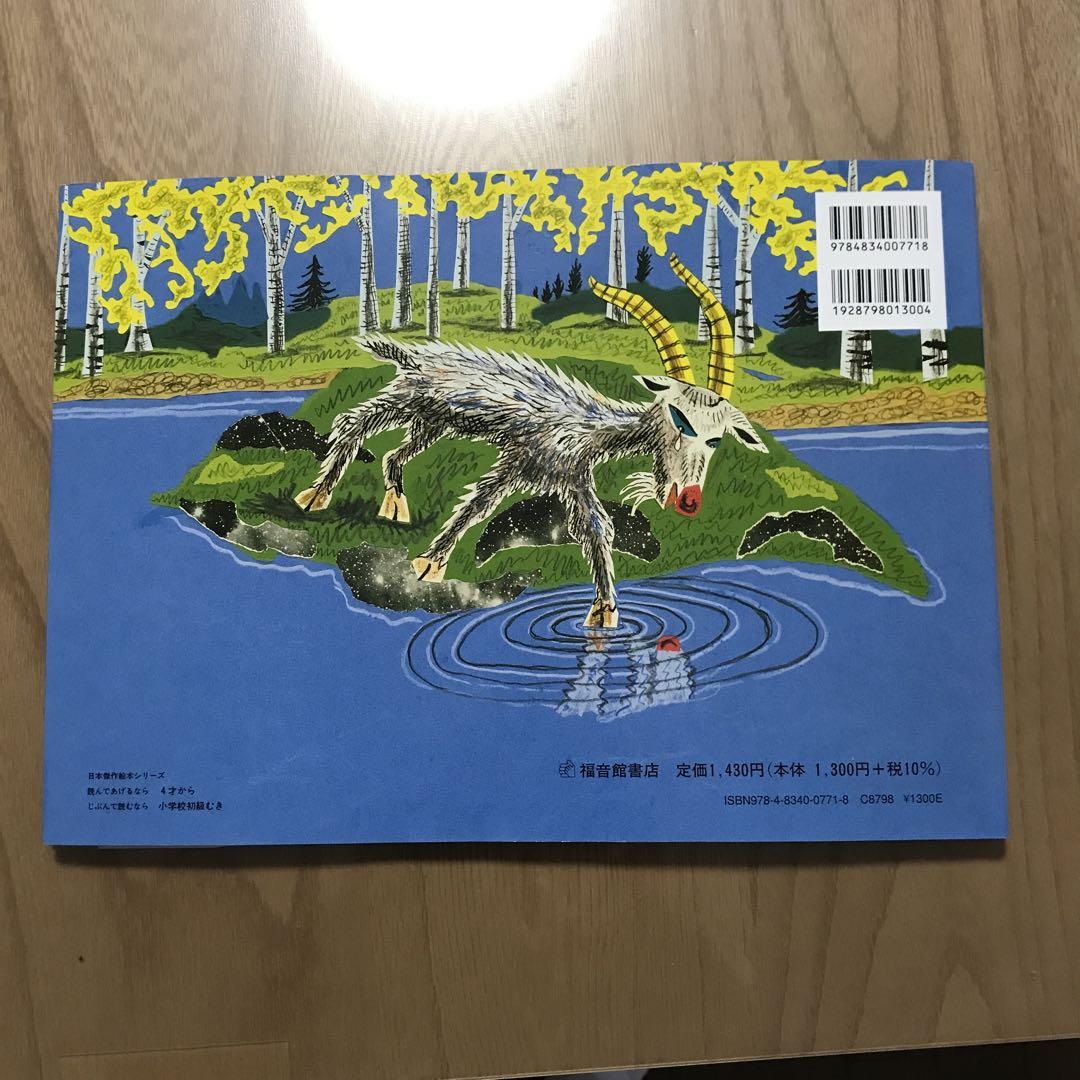 9784834007718
1928798013004
日本傑作絵本シリーズ
読んであげるなら 4才から
じぶんで読むなら 小学校初級むき
福音館書店 定価1,430円(本体 1,300円+税10%)
ISBN978-4-8340-0771-8 C8798 ¥1300E